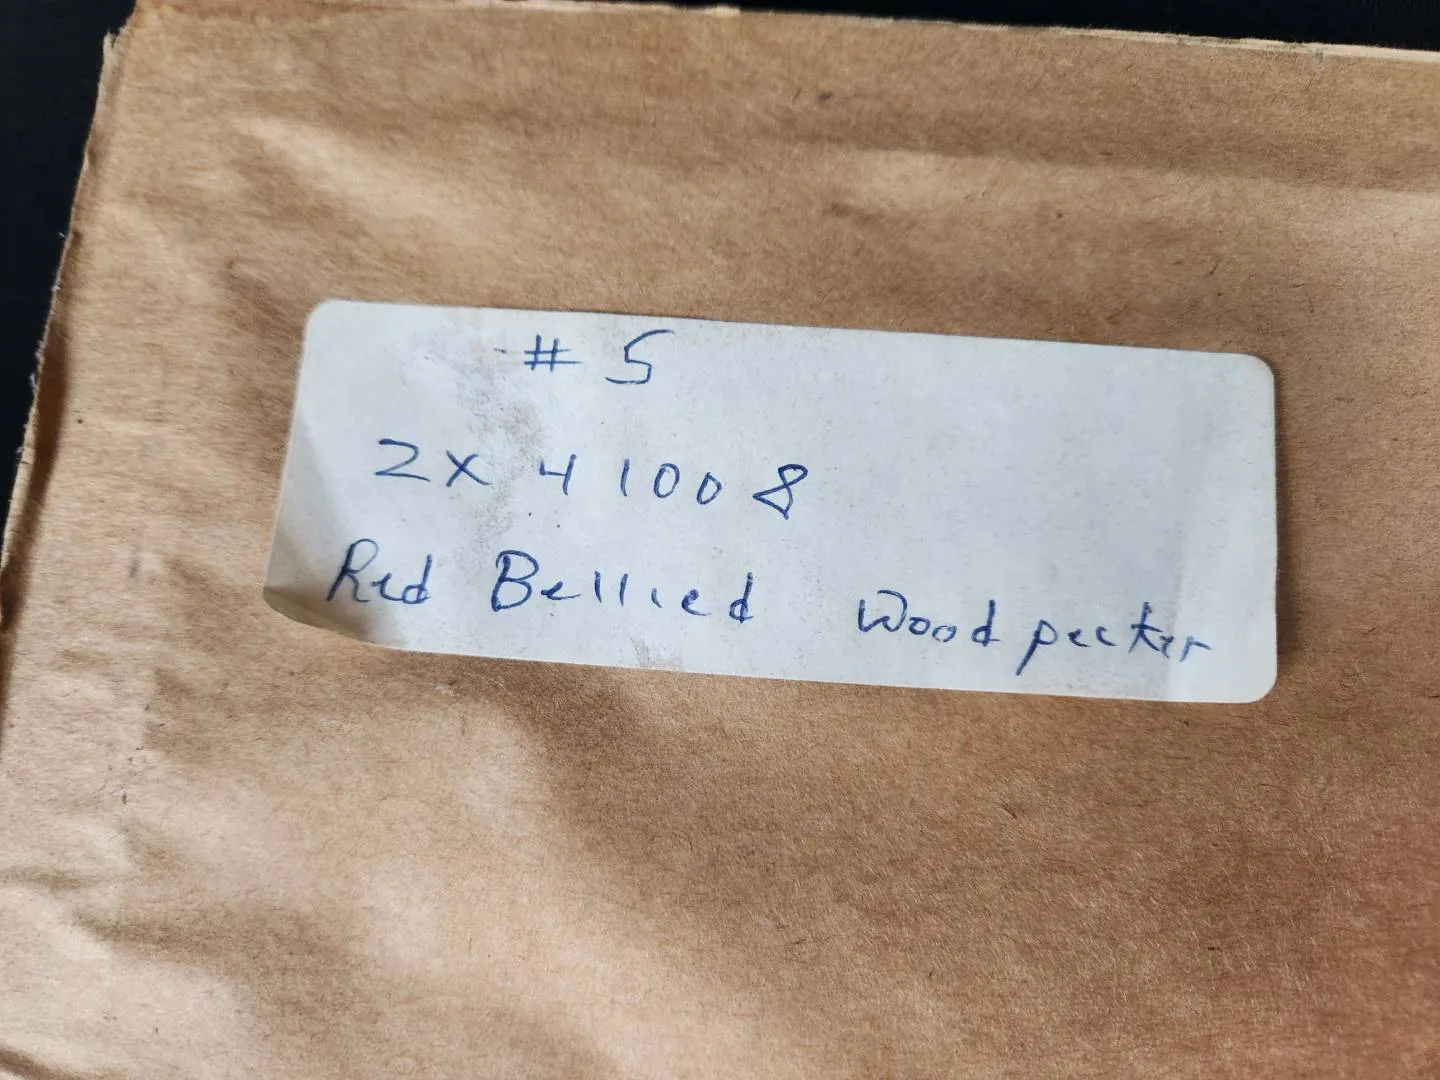 # 5
2X 41008
Red Bellied Woodpecker